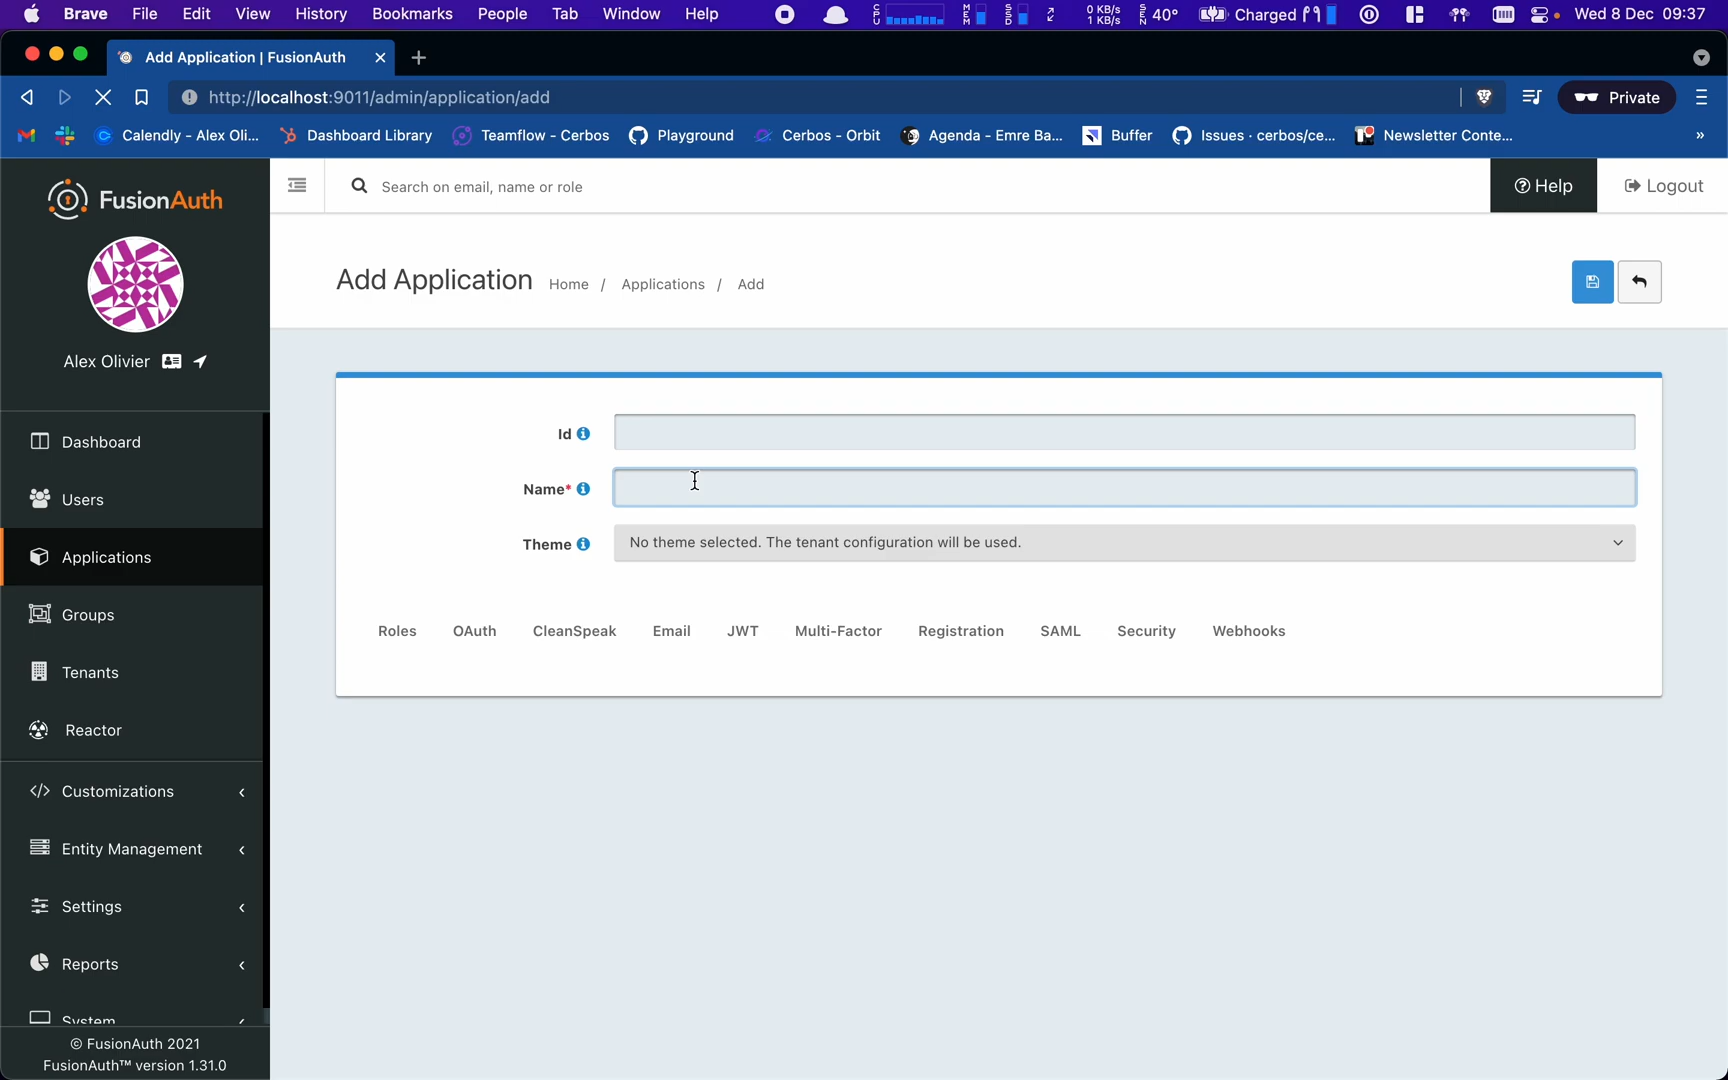 Brave File Edit View History Bookmarks People Tab Window Help CPU MEM SSD 0 KB/s 1 KB/s SEN 40° Charged Wed 8 Dec 09:37
Add Application | FusionAuth
http://localhost:9011/admin/application/add Private
Calendly - Alex Oli... Dashboard Library Teamflow - Cerbos Playground Cerbos - Orbit Agenda - Emre Ba... Buffer Issues · cerbos/ce... Newsletter Conte... »
FusionAuth
Search on email, name or role
Help
Logout
Alex Olivier
Dashboard
Users
Applications
Groups
Tenants
Reactor
Customizations
Entity Management
Settings
Reports
System
© FusionAuth 2021
FusionAuth™ version 1.31.0
Add Application Home / Applications / Add
Id
Name*
Theme No theme selected. The tenant configuration will be used.
Roles OAuth CleanSpeak Email JWT Multi-Factor Registration SAML Security Webhooks